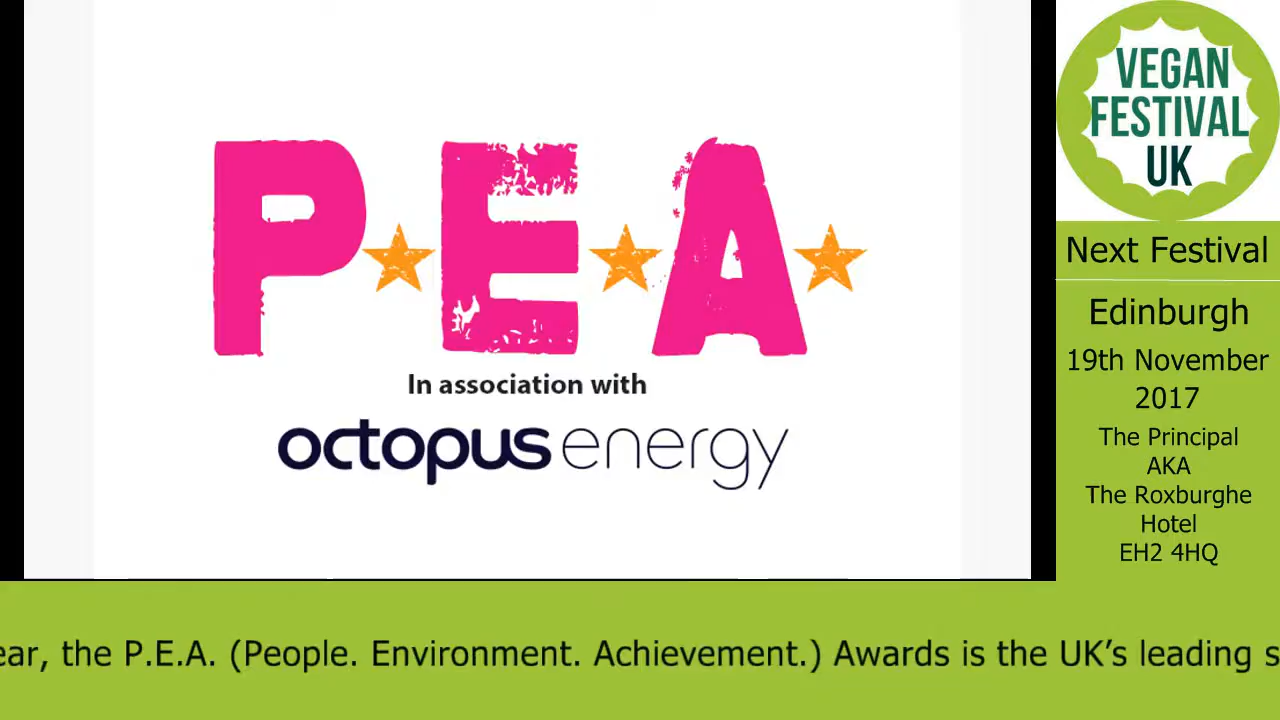 P.E.A.
In association with
octopus energy
VEGAN
FESTIVAL
UK
Next Festival
Edinburgh
19th November
2017
The Principal
AKA
The Roxburghe
Hotel
EH2 4HQ
ear, the P.E.A. (People. Environment. Achievement.) Awards is the UK’s leading s